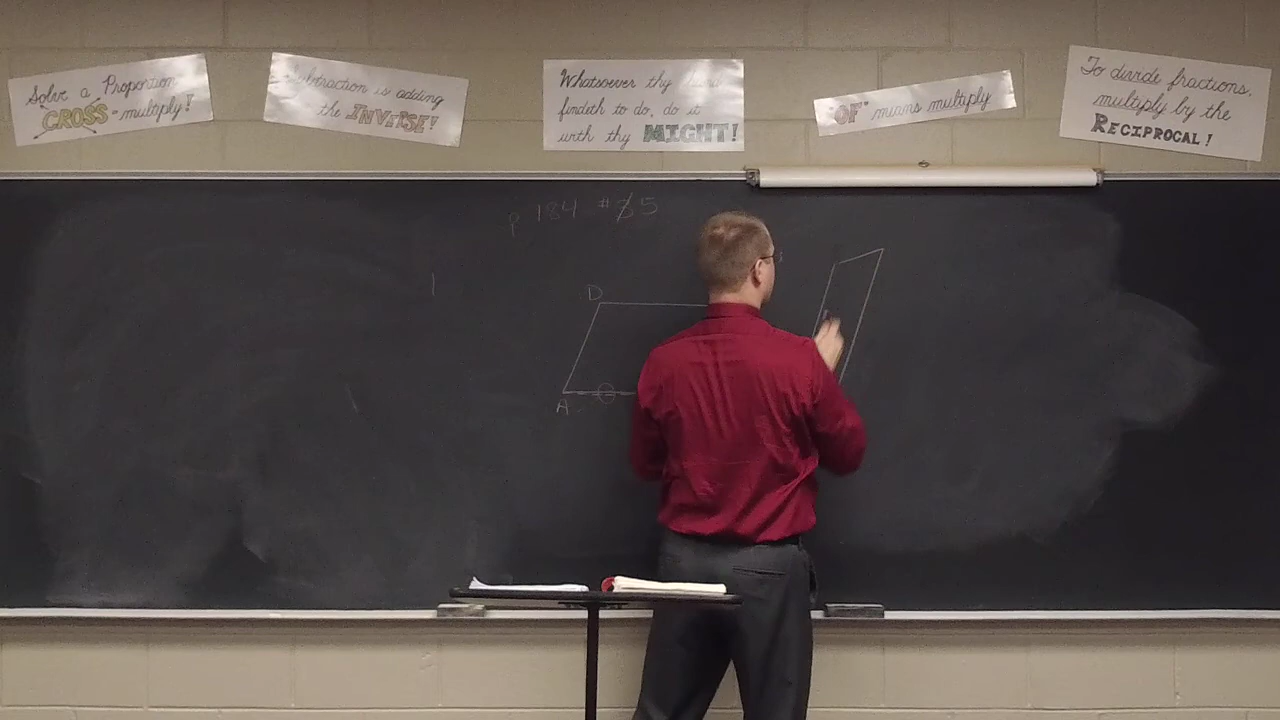 Solve a Proportion
CROSS-multiply!
Subtraction is adding
the INVERSE!
Whatsoever thy hand
findeth to do, do it
with thy MIGHT!
"OF" means multiply
To divide fractions,
multiply by the
RECIPROCAL!
p 184 #5
D
A